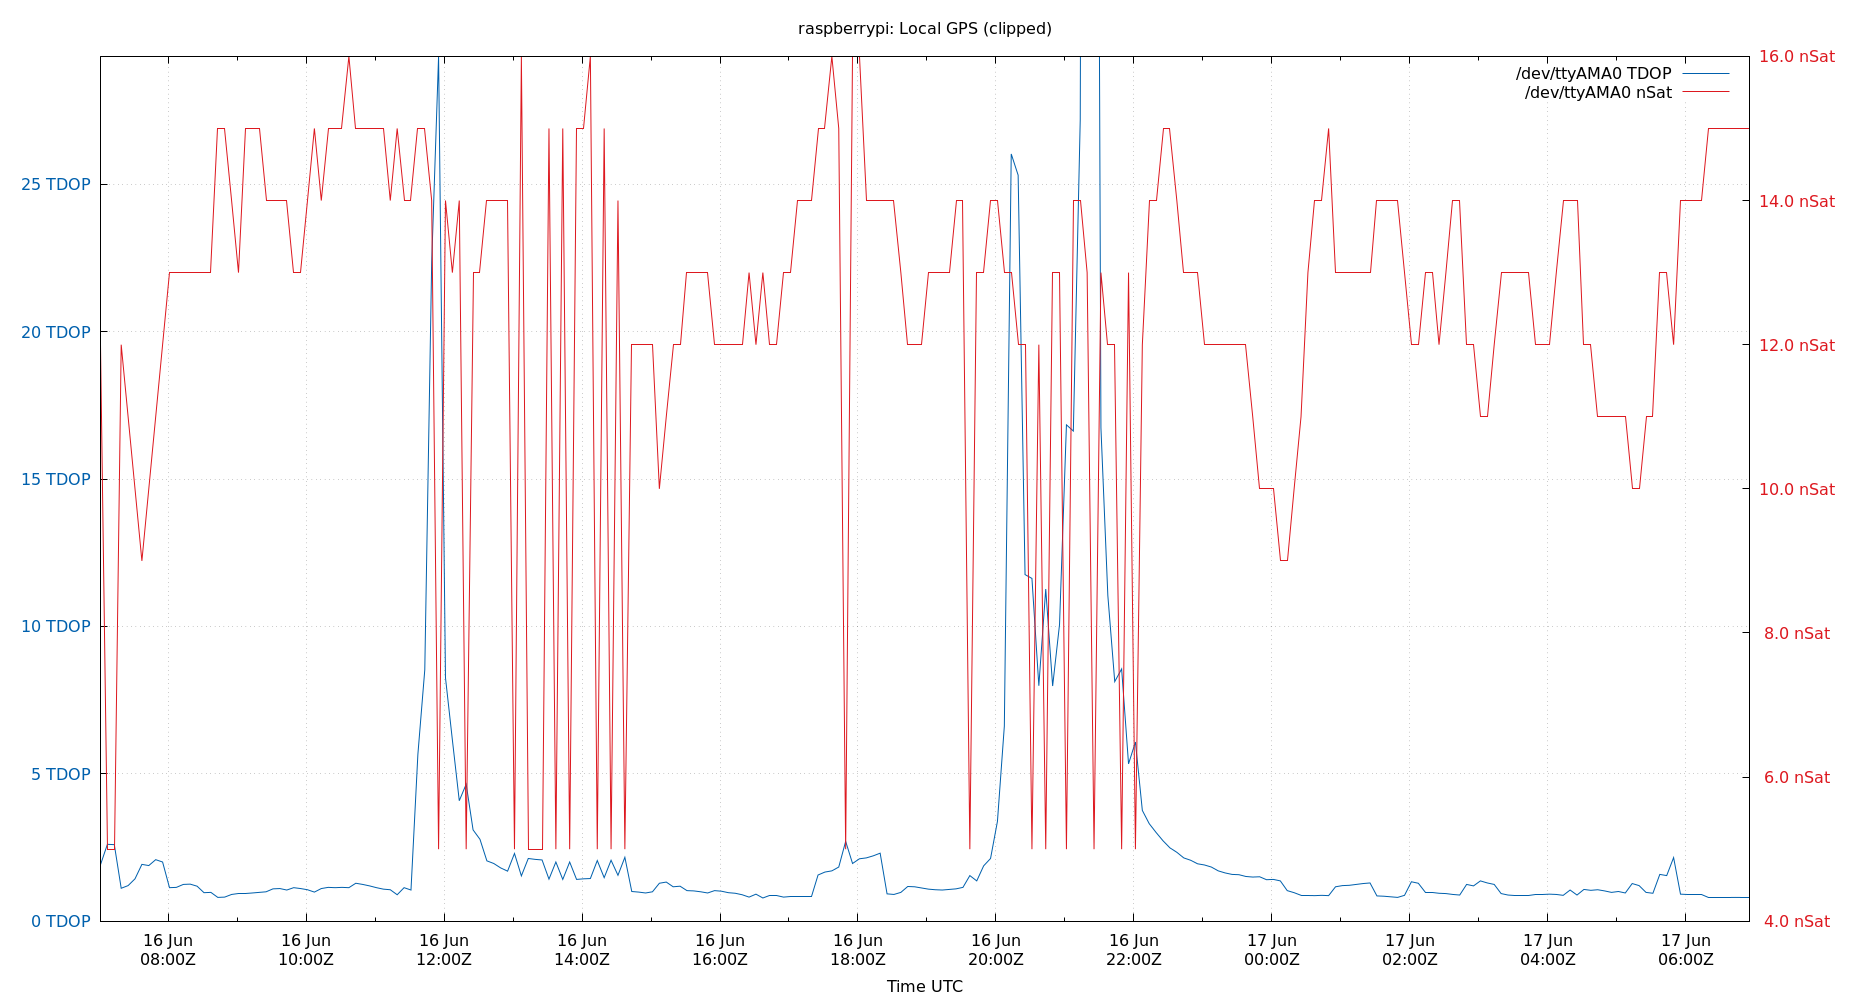 raspberrypi: Local GPS (clipped)
/dev/ttyAMA0 TDOP
/dev/ttyAMA0 nSat
25 TDOP
20 TDOP
15 TDOP
10 TDOP
5 TDOP
0 TDOP
16.0 nSat
14.0 nSat
12.0 nSat
10.0 nSat
8.0 nSat
6.0 nSat
4.0 nSat
16 Jun
08:00Z
16 Jun
10:00Z
16 Jun
12:00Z
16 Jun
14:00Z
16 Jun
16:00Z
16 Jun
18:00Z
16 Jun
20:00Z
16 Jun
22:00Z
17 Jun
00:00Z
17 Jun
02:00Z
17 Jun
04:00Z
17 Jun
06:00Z
Time UTC